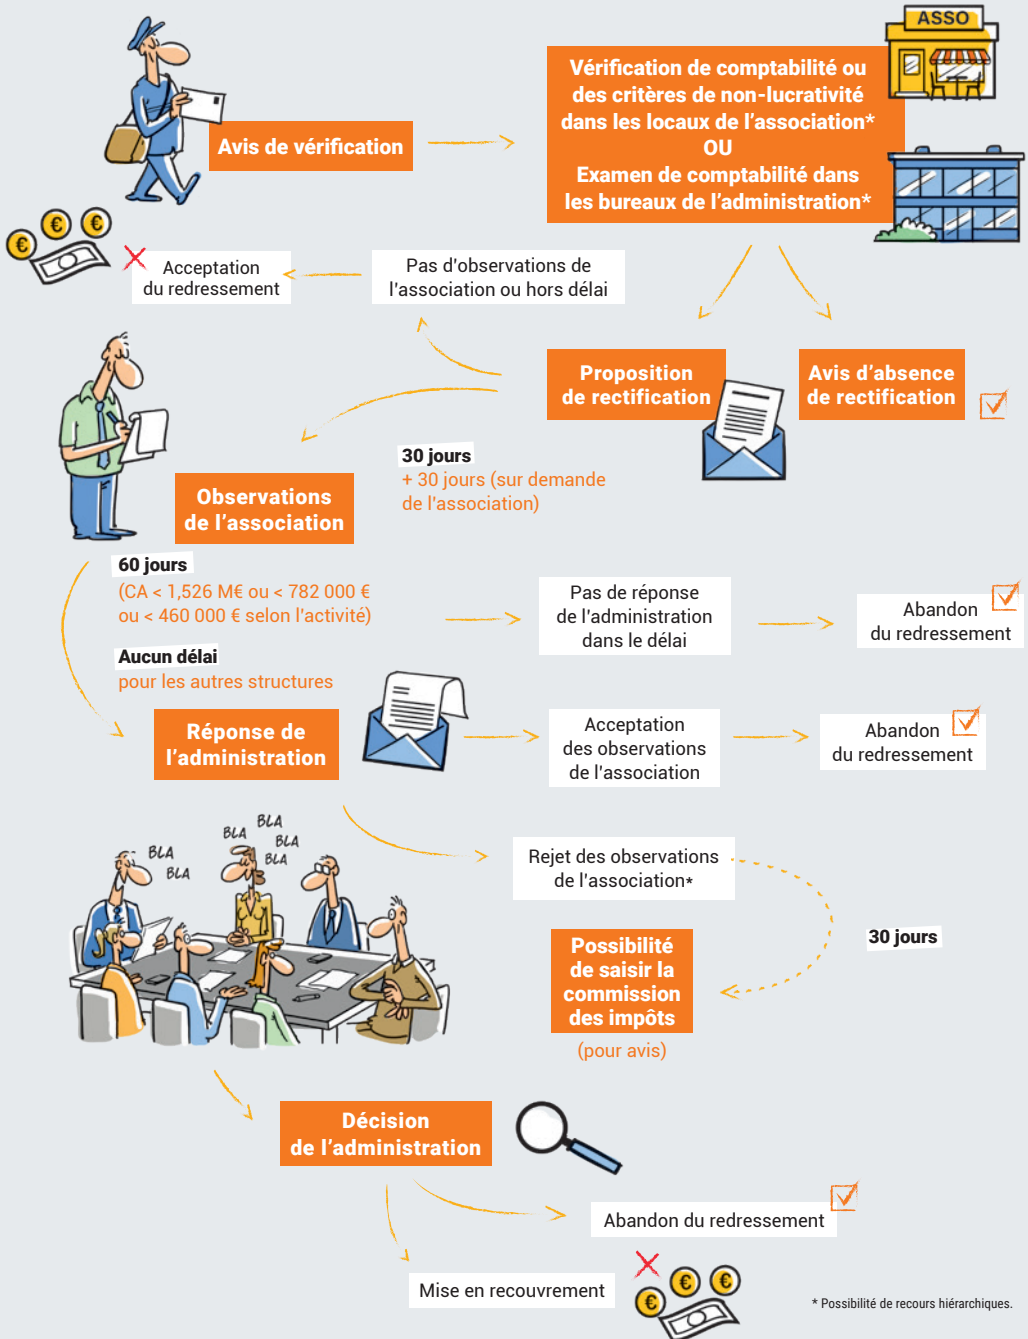 ASSO
Avis de vérification
Vérification de comptabilité ou
des critères de non-lucrativité
dans les locaux de l'association*
OU
Examen de comptabilité dans
les bureaux de l'administration*
€ € €
Acceptation
du redressement
Pas d'observations de
l'association ou hors délai
Proposition
de rectification
Avis d'absence
de rectification
30 jours
+ 30 jours (sur demande
de l'association)
Observations
de l'association
60 jours
(CA < 1,526 M€ ou < 782 000 €
ou < 460 000 € selon l'activité)
Aucun délai
pour les autres structures
Pas de réponse
de l'administration
dans le délai
Abandon
du redressement
Réponse de
l'administration
Acceptation
des observations
de l'association
Abandon
du redressement
BLA
BLA
BLA
BLA
BLA
BLA
Rejet des observations
de l'association*
30 jours
Possibilité
de saisir la
commission
des impôts
(pour avis)
Décision
de l'administration
Abandon du redressement
Mise en recouvrement
€ € €
* Possibilité de recours hiérarchiques.